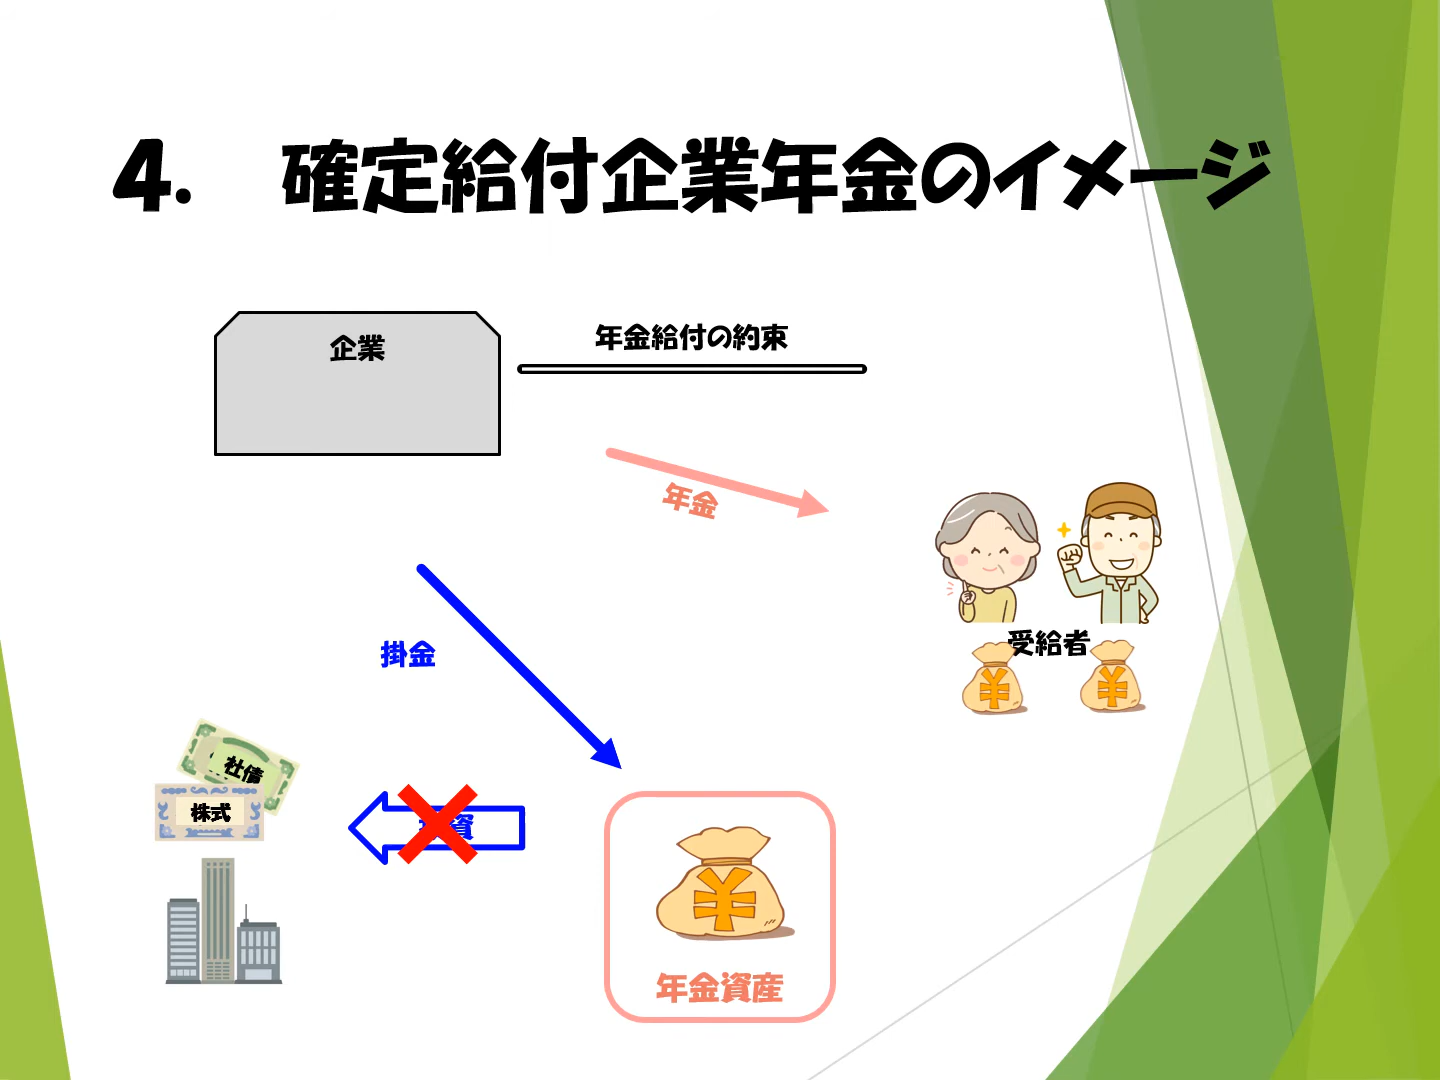 4. 確定給付企業年金のイメージ
企業
年金給付の約束
年金
掛金
受給者
¥
¥
社債
株式
資
¥
年金資産